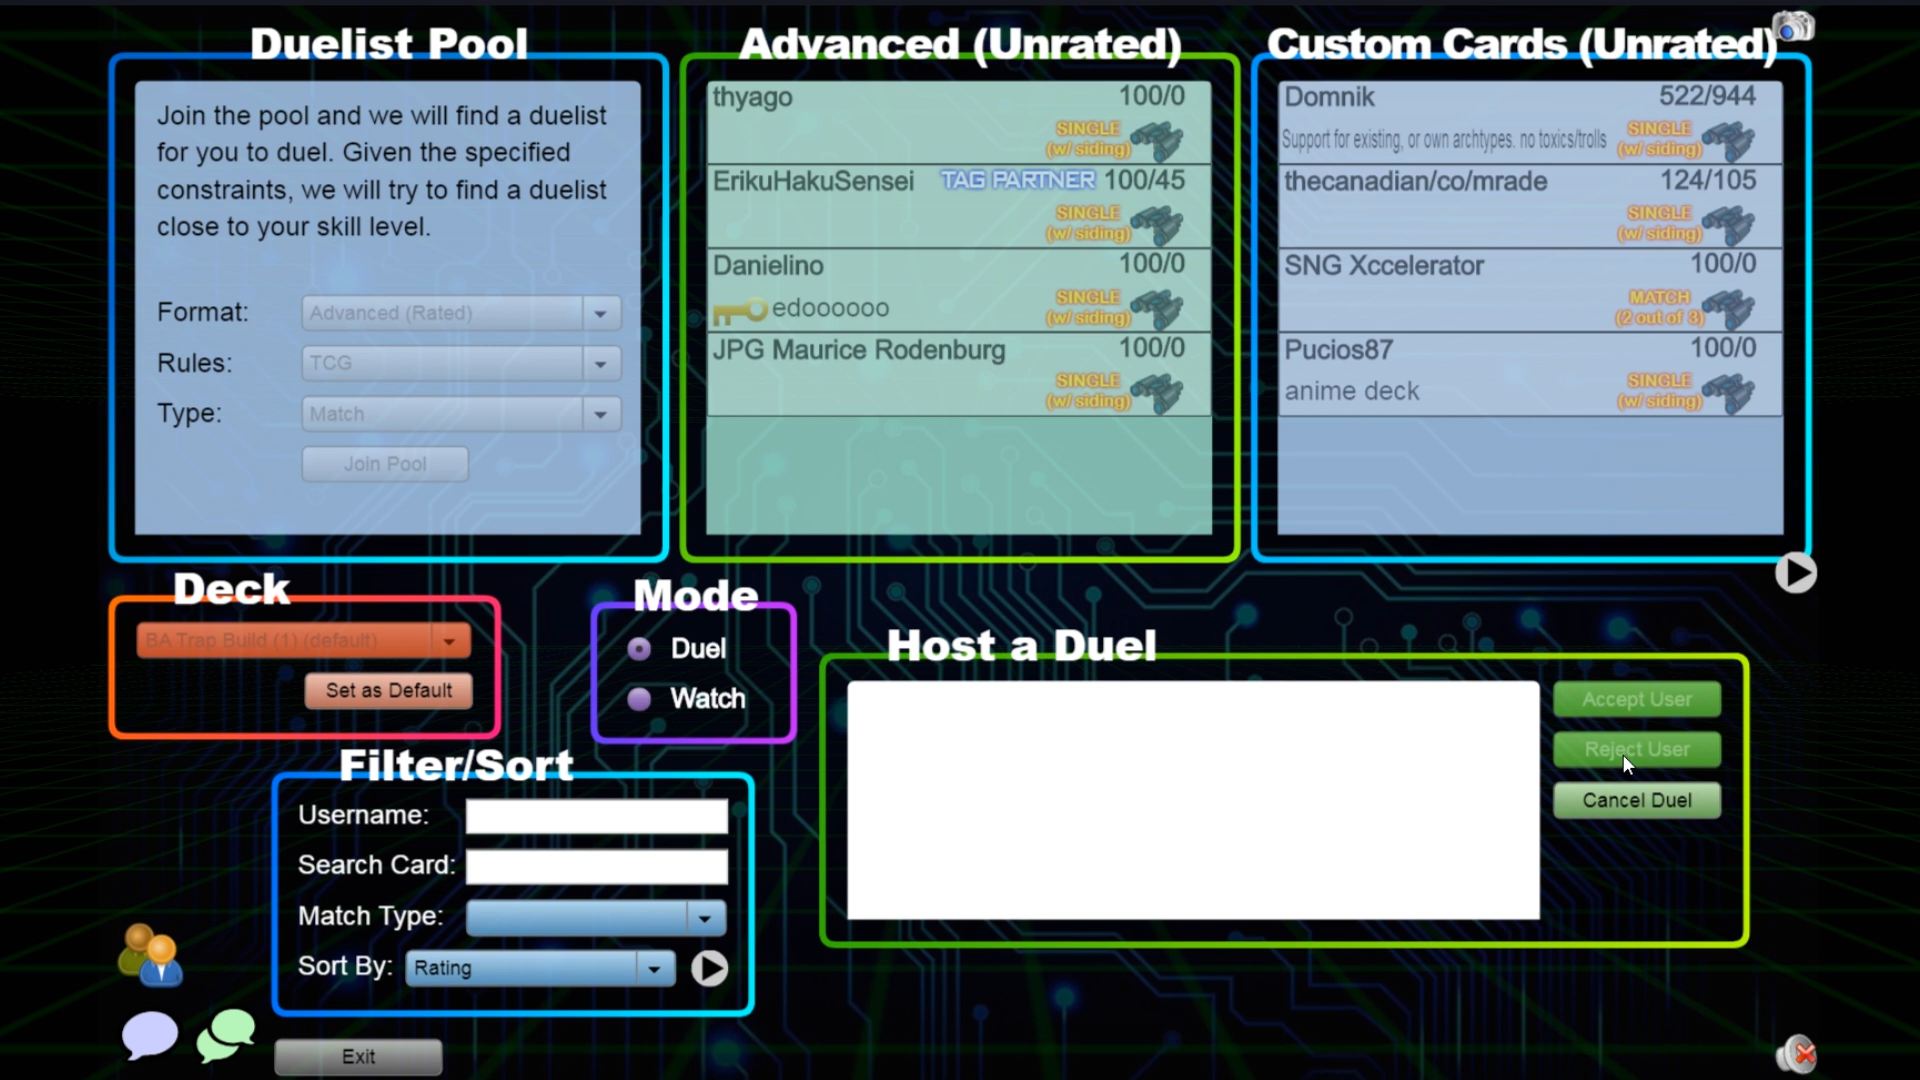 Duelist Pool
Join the pool and we will find a duelist
for you to duel. Given the specified
constraints, we will try to find a duelist
close to your skill level.
Format: Advanced (Rated)
Rules: TCG
Type: Match
Join Pool
Advanced (Unrated)
thyago 100/0
SINGLE
(w/ siding)
ErikuHakuSensei TAG PARTNER 100/45
SINGLE
(w/ siding)
Danielino 100/0
edoooooo SINGLE
(w/ siding)
JPG Maurice Rodenburg 100/0
SINGLE
(w/ siding)
Custom Cards (Unrated)
Domnik 522/944
Support for existing, or own archtypes. no toxics/trolls SINGLE
(w/ siding)
thecanadian/co/mrade 124/105
SINGLE
(w/ siding)
SNG Xccelerator 100/0
MATCH
(2 out of 3)
Pucios87 100/0
anime deck SINGLE
(w/ siding)
Deck
BA Trap Build (1) (default)
Set as Default
Mode
Duel
Watch
Host a Duel
Accept User
Reject User
Cancel Duel
Filter/Sort
Username:
Search Card:
Match Type:
Sort By: Rating
Exit